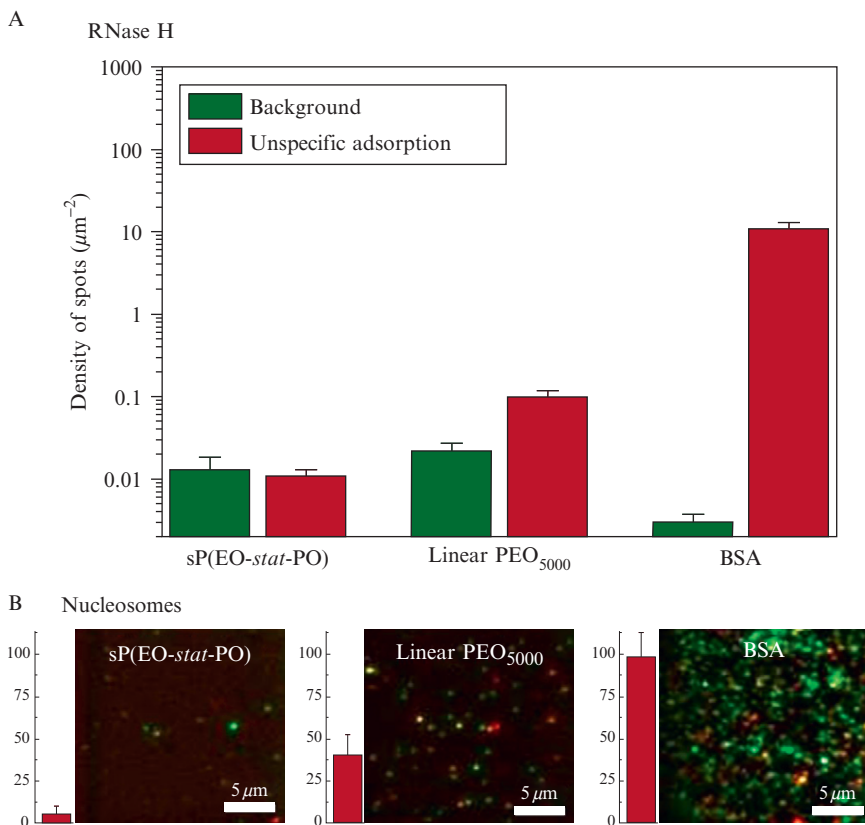 A
RNase H
1000
100
10
1
0.1
0.01
Density of spots (μm⁻²)
Background
Unspecific adsorption
sP(EO-stat-PO)
Linear PEO₅₀₀₀
BSA
B Nucleosomes
100
75
50
25
0
sP(EO-stat-PO)
5 μm
100
75
50
25
0
Linear PEO₅₀₀₀
5 μm
100
75
50
25
0
BSA
5 μm